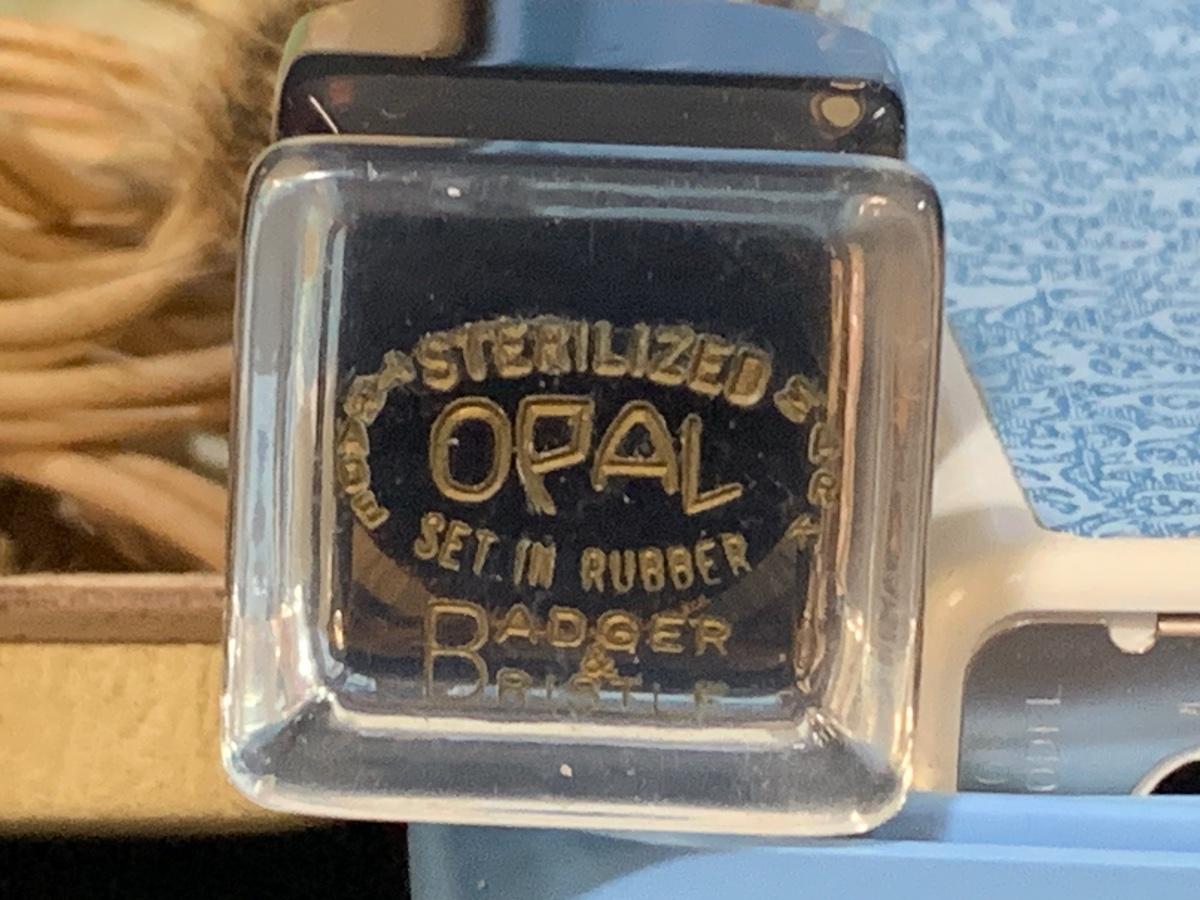 STERILIZED
OPAL
SET IN RUBBER
BADGER
&
BRISTLE